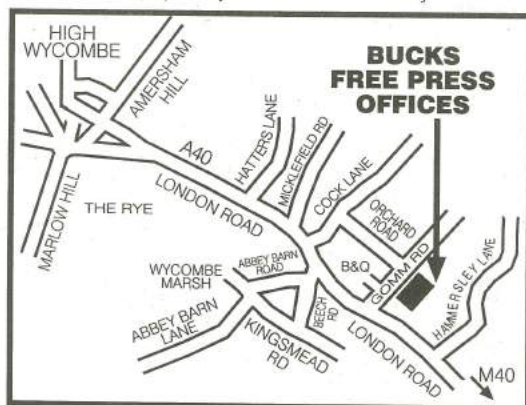 HIGH
WYCOMBE
AMERSHAM
HILL
BUCKS
FREE PRESS
OFFICES
A40
HATTERS LANE
MICKLEFIELD RD
COCK LANE
ORCHARD
ROAD
LONDON ROAD
MARLOW HILL
THE RYE
B&Q
GOMM RD
HAMMERSLEY LANE
WYCOMBE
MARSH
ABBEY BARN
ROAD
BEECH RD
ABBEY BARN
LANE
KINGSMEAD
RD
LONDON ROAD
M40